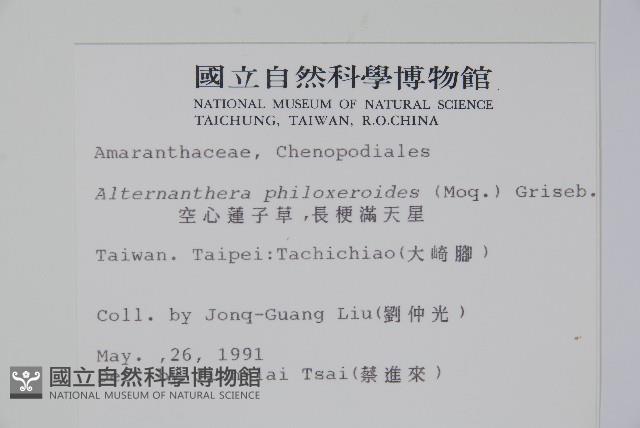 國立自然科學博物館
NATIONAL MUSEUM OF NATURAL SCIENCE
TAICHUNG, TAIWAN, R.O.CHINA
Amaranthaceae, Chenopodiales
Alternanthera philoxeroides (Moq.) Griseb.
空心蓮子草,長梗滿天星
Taiwan. Taipei:Tachichiao(大崎腳)
Coll. by Jonq-Guang Liu(劉仲光)
May. ,26, 1991
Tsai(蔡進來)
國立自然科學博物館
NATIONAL MUSEUM OF NATURAL SCIENCE